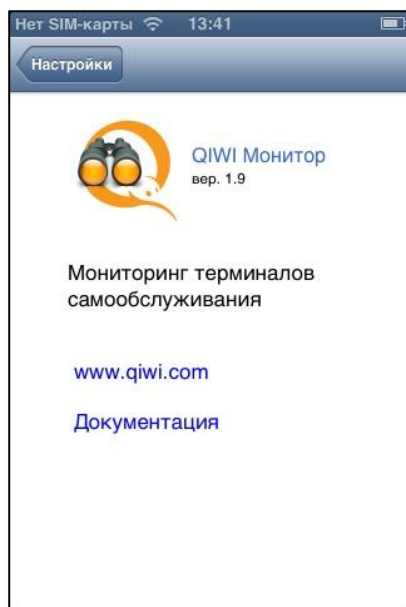 Нет SIM-карты 13:41
Настройки
QIWI Монитор
вер. 1.9
Мониторинг терминалов
самообслуживания
www.qiwi.com
Документация